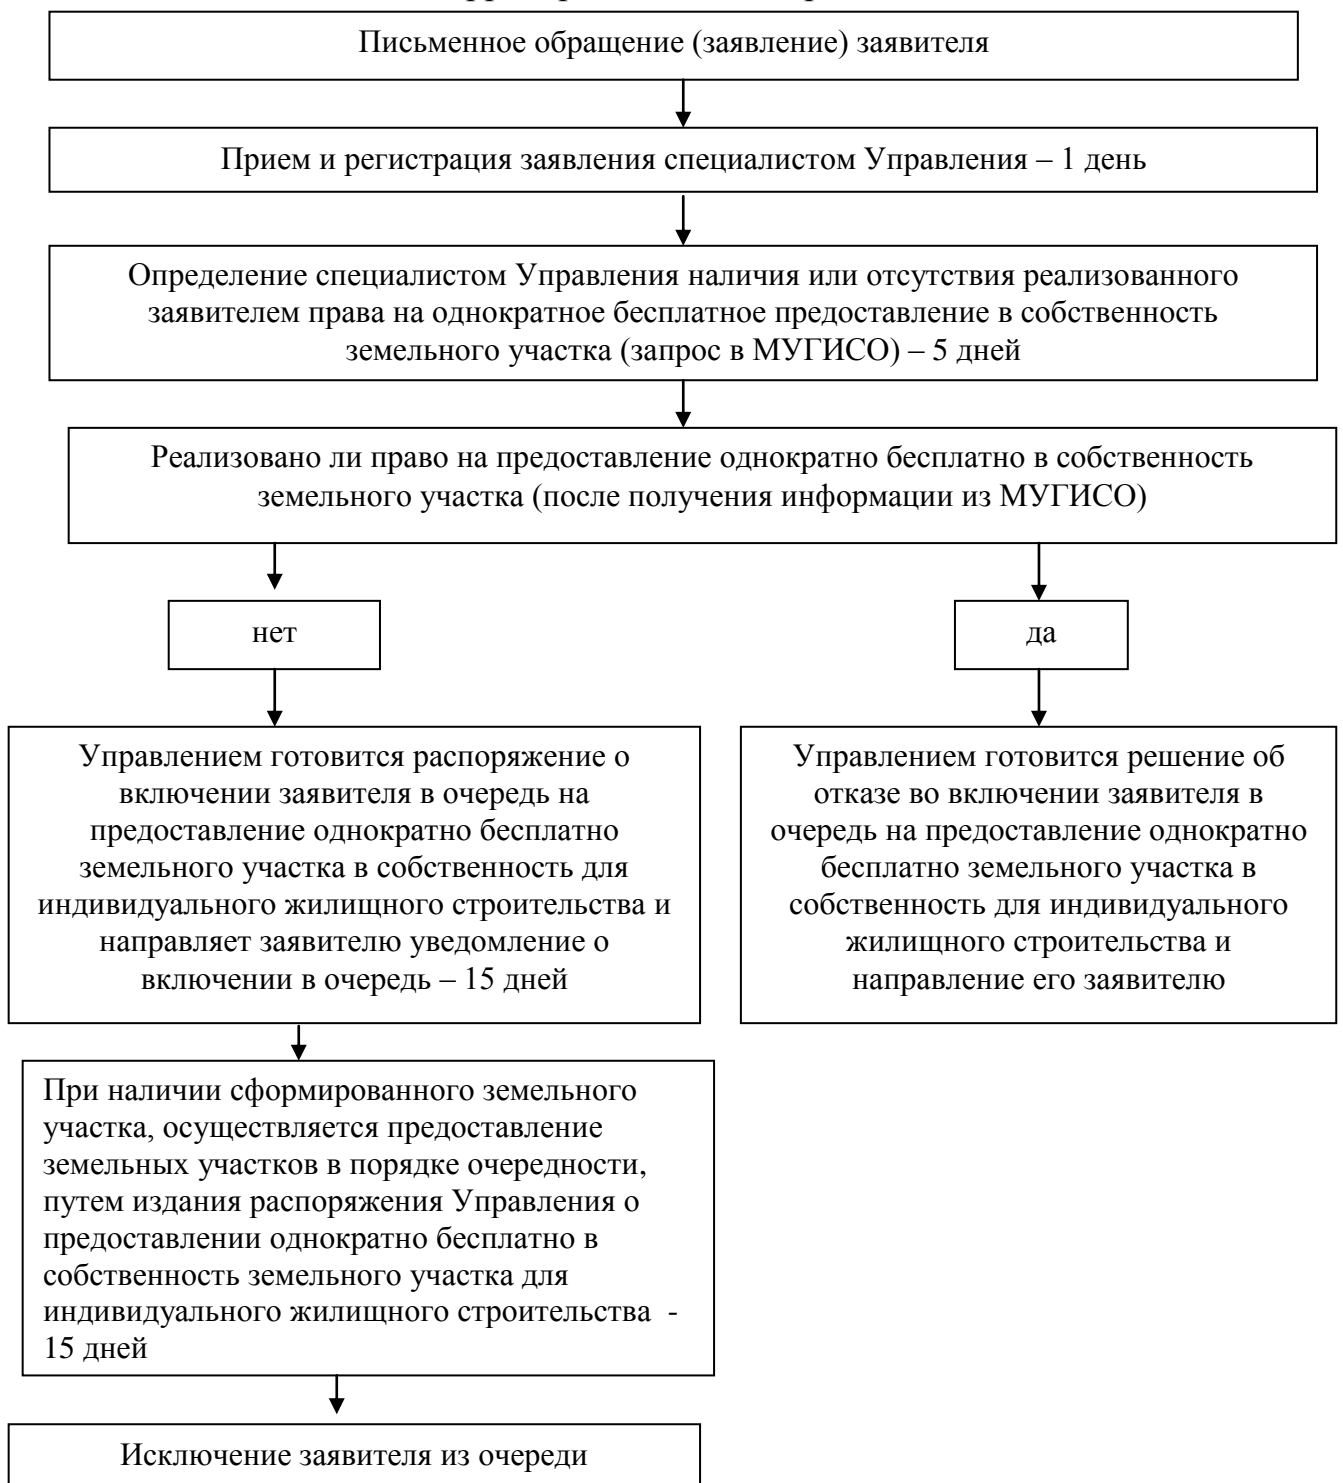 Письменное обращение (заявление) заявителя
Прием и регистрация заявления специалистом Управления – 1 день
Определение специалистом Управления наличия или отсутствия реализованного
заявителем права на однократное бесплатное предоставление в собственность
земельного участка (запрос в МУГИСО) – 5 дней
Реализовано ли право на предоставление однократно бесплатно в собственность
земельного участка (после получения информации из МУГИСО)
нет
да
Управлением готовится распоряжение о
включении заявителя в очередь на
предоставление однократно бесплатно
земельного участка в собственность для
индивидуального жилищного строительства и
направляет заявителю уведомление о
включении в очередь – 15 дней
Управлением готовится решение об
отказе во включении заявителя в
очередь на предоставление однократно
бесплатно земельного участка в
собственность для индивидуального
жилищного строительства и
направление его заявителю
При наличии сформированного земельного
участка, осуществляется предоставление
земельных участков в порядке очередности,
путем издания распоряжения Управления о
предоставлении однократно бесплатно в
собственность земельного участка для
индивидуального жилищного строительства -
15 дней
Исключение заявителя из очереди